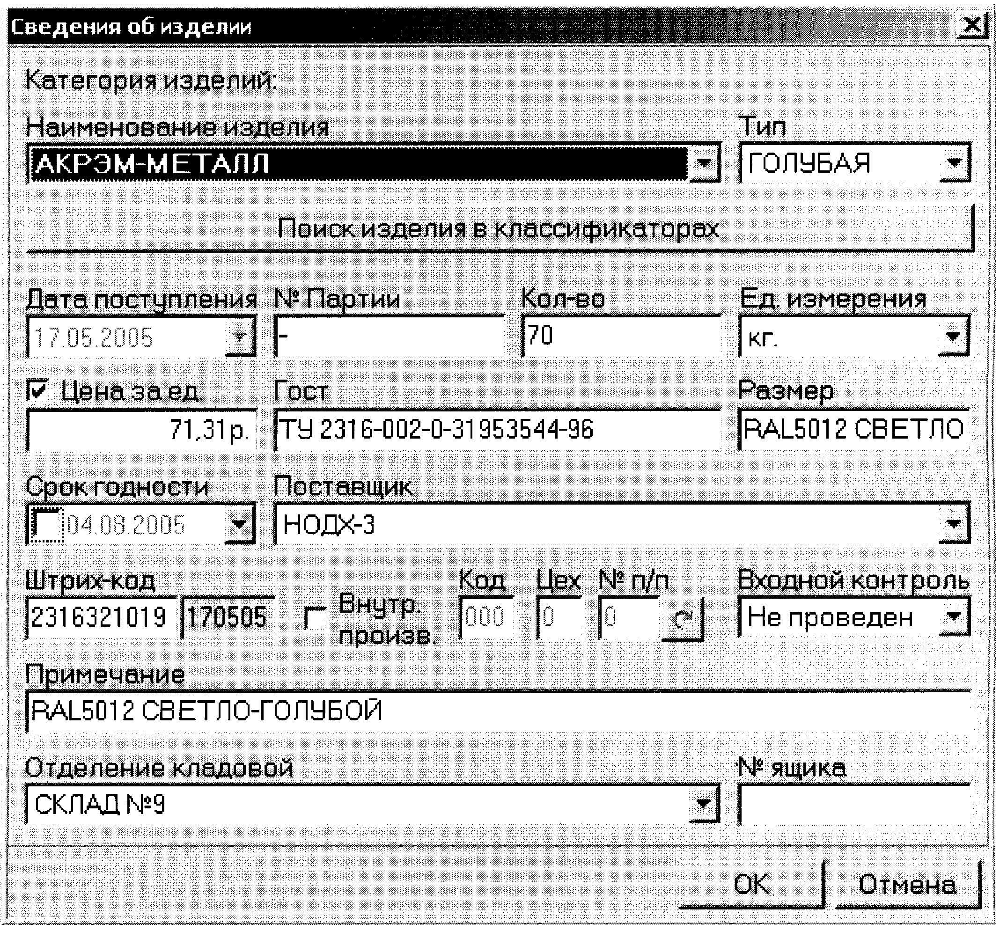 Сведения об изделии
Категория изделий:
Наименование изделия Тип
АКРЭМ-МЕТАЛЛ ГОЛУБАЯ
Поиск изделия в классификаторах
Дата поступления № Партии Кол-во Ед. измерения
17.05.2005 - 70 кг.
Цена за ед. Гост Размер
71,31р. ТУ 2316-002-0-31953544-96 RAL5012 СВЕТЛО
Срок годности Поставщик
04.08.2005 НОДХ-3
Штрих-код Внутр. произв. Код Цех № п/п Входной контроль
2316321019 170505 000 0 0 Не проведен
Примечание
RAL5012 СВЕТЛО-ГОЛУБОЙ
Отделение кладовой № ящика
СКЛАД №9
OK Отмена